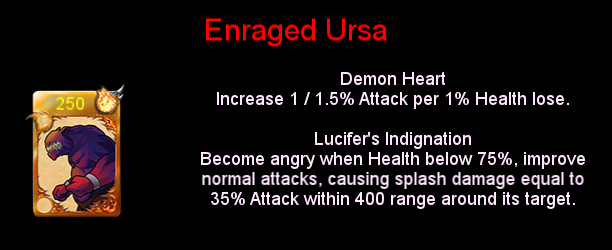 Enraged Ursa
250
Demon Heart
Increase 1 / 1.5% Attack per 1% Health lose.
Lucifer's Indignation
Become angry when Health below 75%, improve
normal attacks, causing splash damage equal to
35% Attack within 400 range around its target.